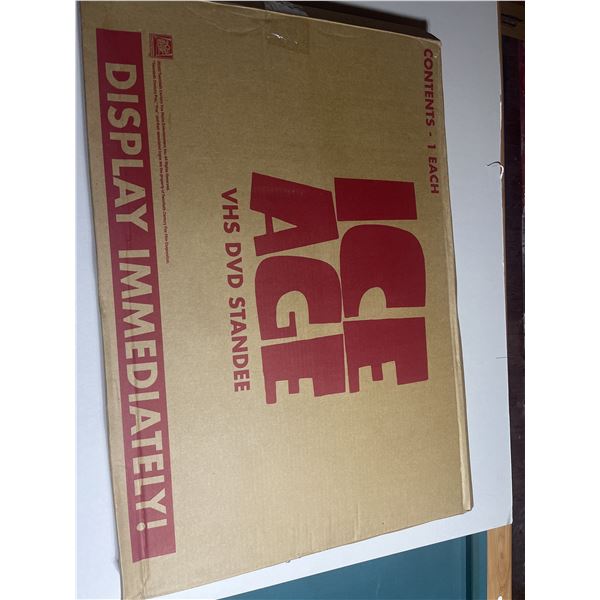 CONTENTS - 1 EACH
ICE
AGE
VHS DVD STANDEE
DISPLAY IMMEDIATELY!